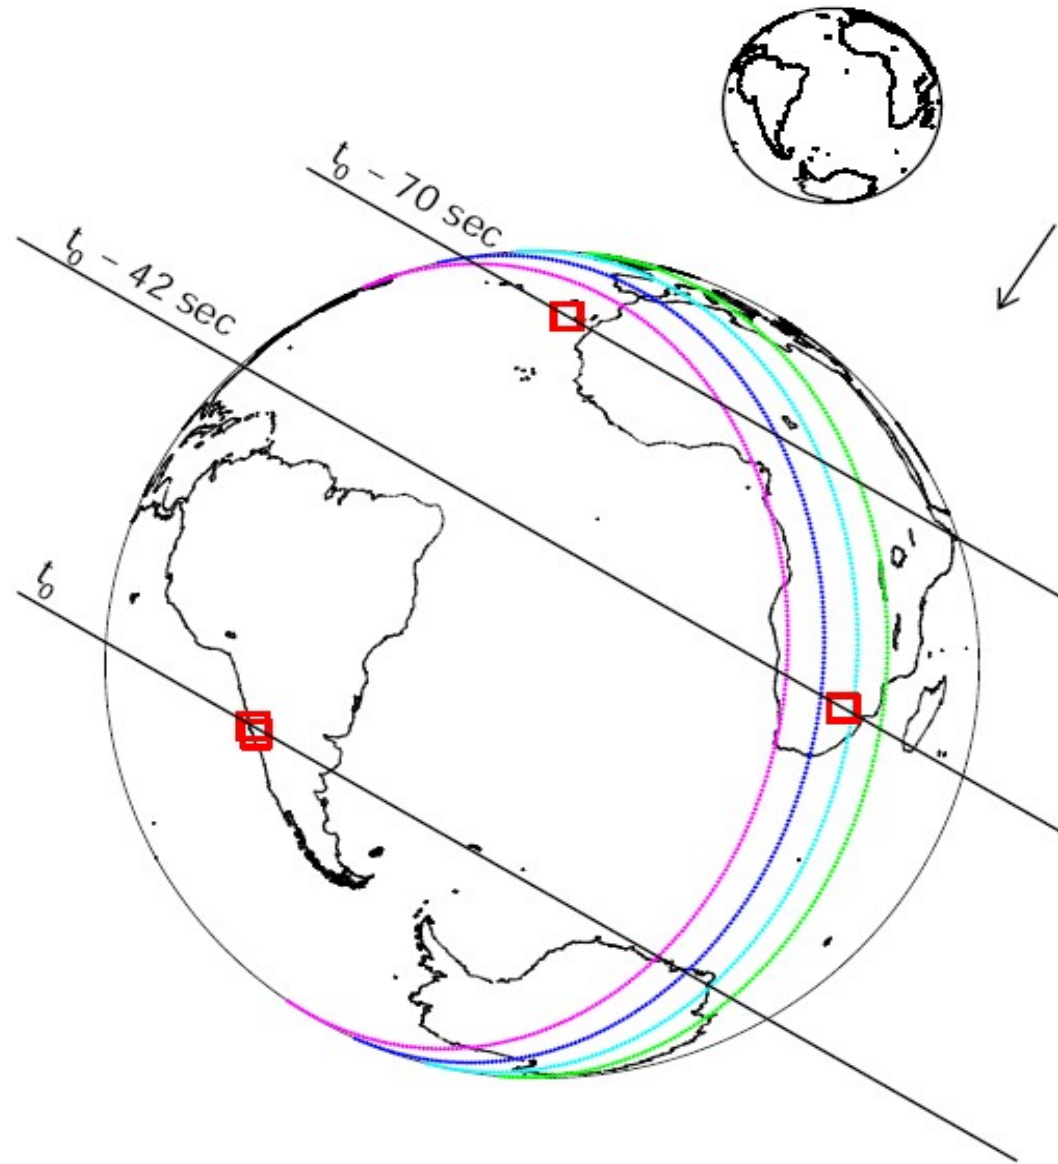 t₀ – 70 sec
t₀ – 42 sec
t₀